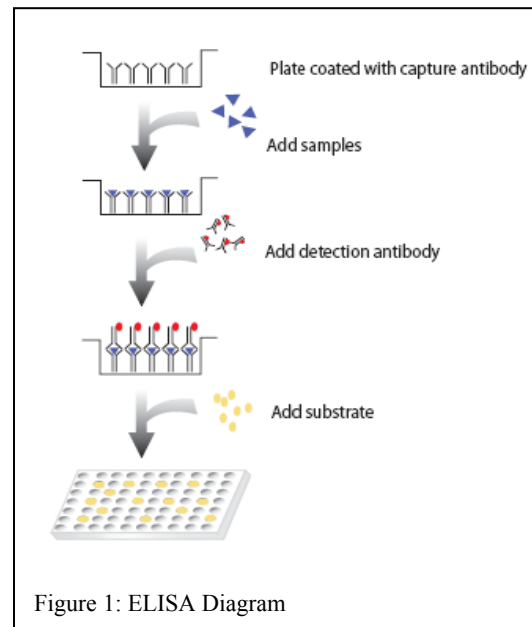 Plate coated with capture antibody
Add samples
Add detection antibody
Add substrate
Figure 1: ELISA Diagram